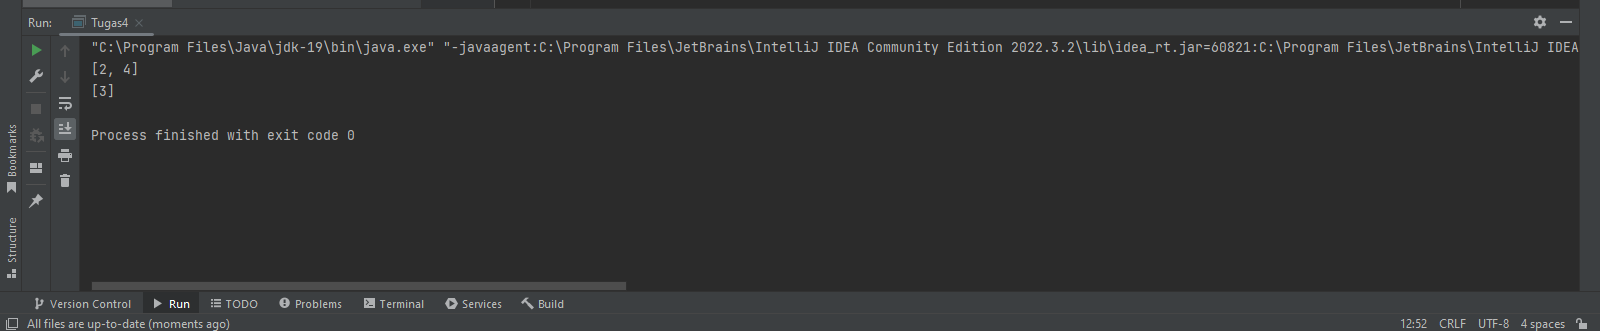 Run: Tugas4
"C:\Program Files\Java\jdk-19\bin\java.exe" "-javaagent:C:\Program Files\JetBrains\IntelliJ IDEA Community Edition 2022.3.2\lib\idea_rt.jar=60821:C:\Program Files\JetBrains\IntelliJ IDEA
[2, 4]
[3]
Process finished with exit code 0
Bookmarks
Structure
Version Control Run TODO Problems Terminal Services Build
All files are up-to-date (moments ago) 12:52 CRLF UTF-8 4 spaces